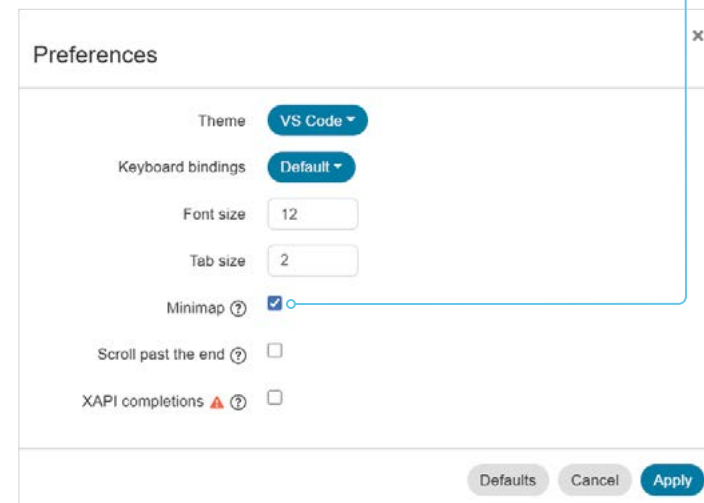 Preferences
×
Theme VS Code
Keyboard bindings Default
Font size 12
Tab size 2
Minimap ?
Scroll past the end ?
XAPI completions ?
Defaults Cancel Apply